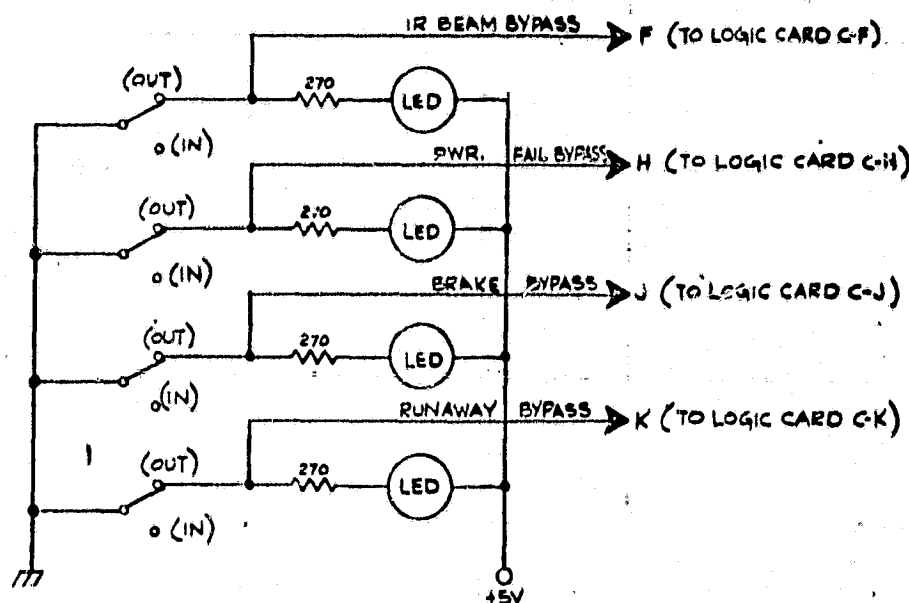 IR BEAM BYPASS F (TO LOGIC CARD C-F)
(OUT) 270 LED
(IN)
PWR. FAIL BYPASS H (TO LOGIC CARD C-H)
(OUT) 270 LED
(IN)
BRAKE BYPASS J (TO LOGIC CARD C-J)
(OUT) 270 LED
(IN)
RUNAWAY BYPASS K (TO LOGIC CARD C-K)
(OUT) 270 LED
(IN)
+5V